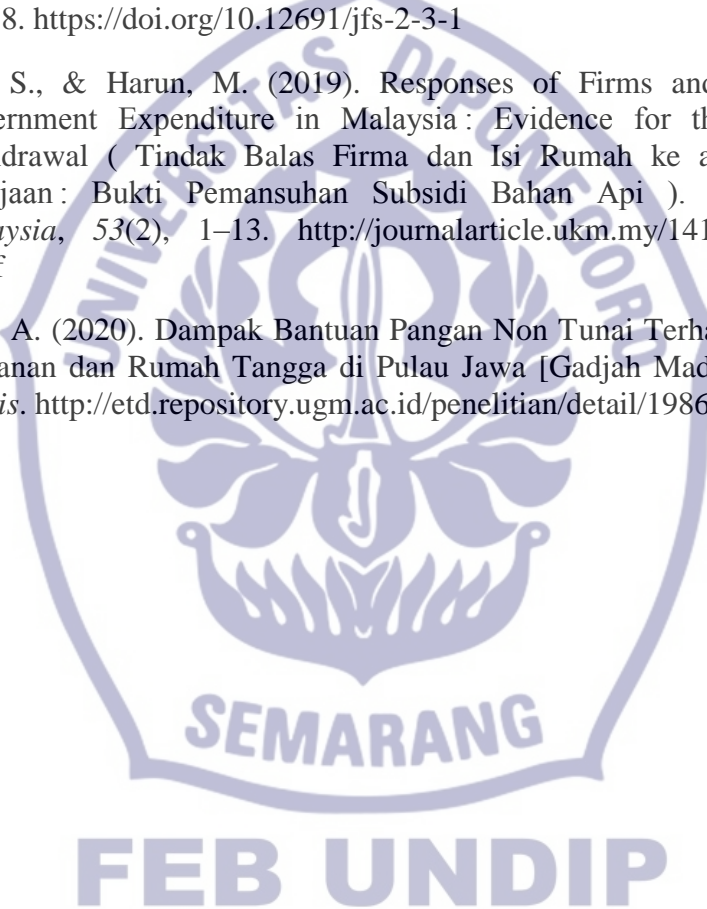 8. https://doi.org/10.12691/jfs-2-3-1
S., & Harun, M. (2019). Responses of Firms and
ernment Expenditure in Malaysia : Evidence for th
drawal ( Tindak Balas Firma dan Isi Rumah ke a
jaan : Bukti Pemansuhan Subsidi Bahan Api ).
aysia, 53(2), 1–13. http://journalarticle.ukm.my/141
f
A. (2020). Dampak Bantuan Pangan Non Tunai Terha
anan dan Rumah Tangga di Pulau Jawa [Gadjah Mad
is. http://etd.repository.ugm.ac.id/penelitian/detail/1986
UNIVERSITAS DIPONEGORO
SEMARANG
FEB UNDIP